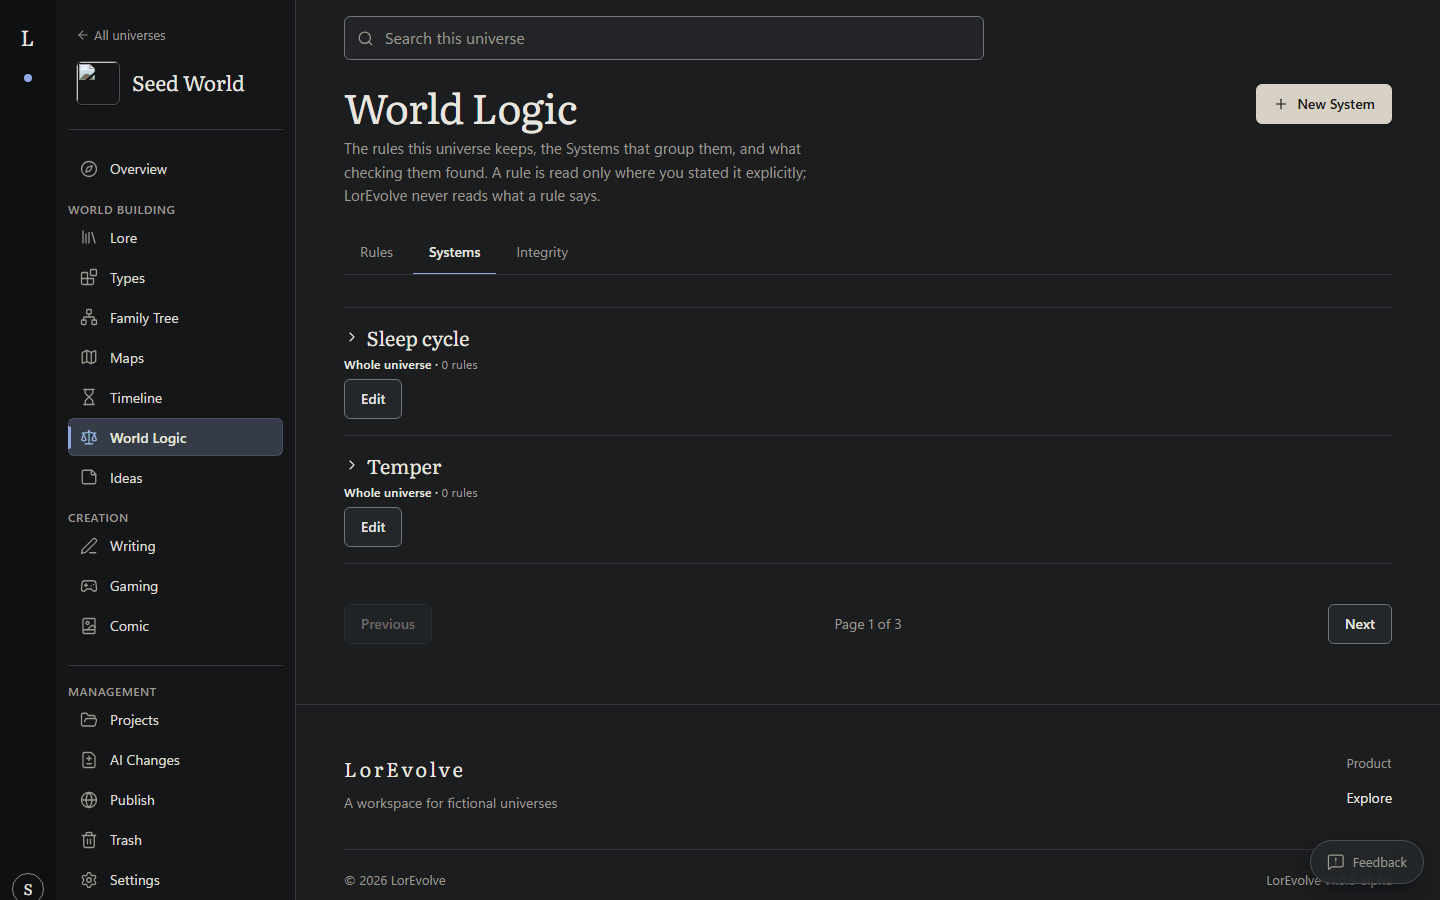 L
← All universes
Seed World
Overview
WORLD BUILDING
Lore
Types
Family Tree
Maps
Timeline
World Logic
Ideas
CREATION
Writing
Gaming
Comic
MANAGEMENT
Projects
AI Changes
Publish
Trash
Settings
S
Search this universe
World Logic
+ New System
The rules this universe keeps, the Systems that group them, and what
checking them found. A rule is read only where you stated it explicitly;
LorEvolve never reads what a rule says.
Rules Systems Integrity
Sleep cycle
Whole universe · 0 rules
Edit
Temper
Whole universe · 0 rules
Edit
Previous Page 1 of 3 Next
LorEvolve
A workspace for fictional universes
Product
Explore
Feedback
© 2026 LorEvolve
LorEvolve v1.0.0-alpha